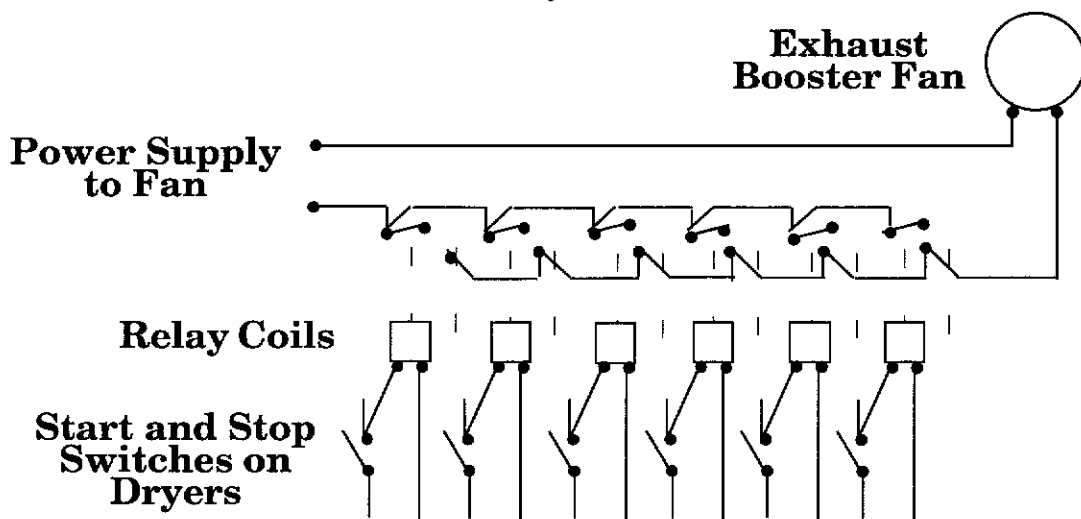 Exhaust
Booster Fan
Power Supply
to Fan
Relay Coils
Start and Stop
Switches on
Dryers